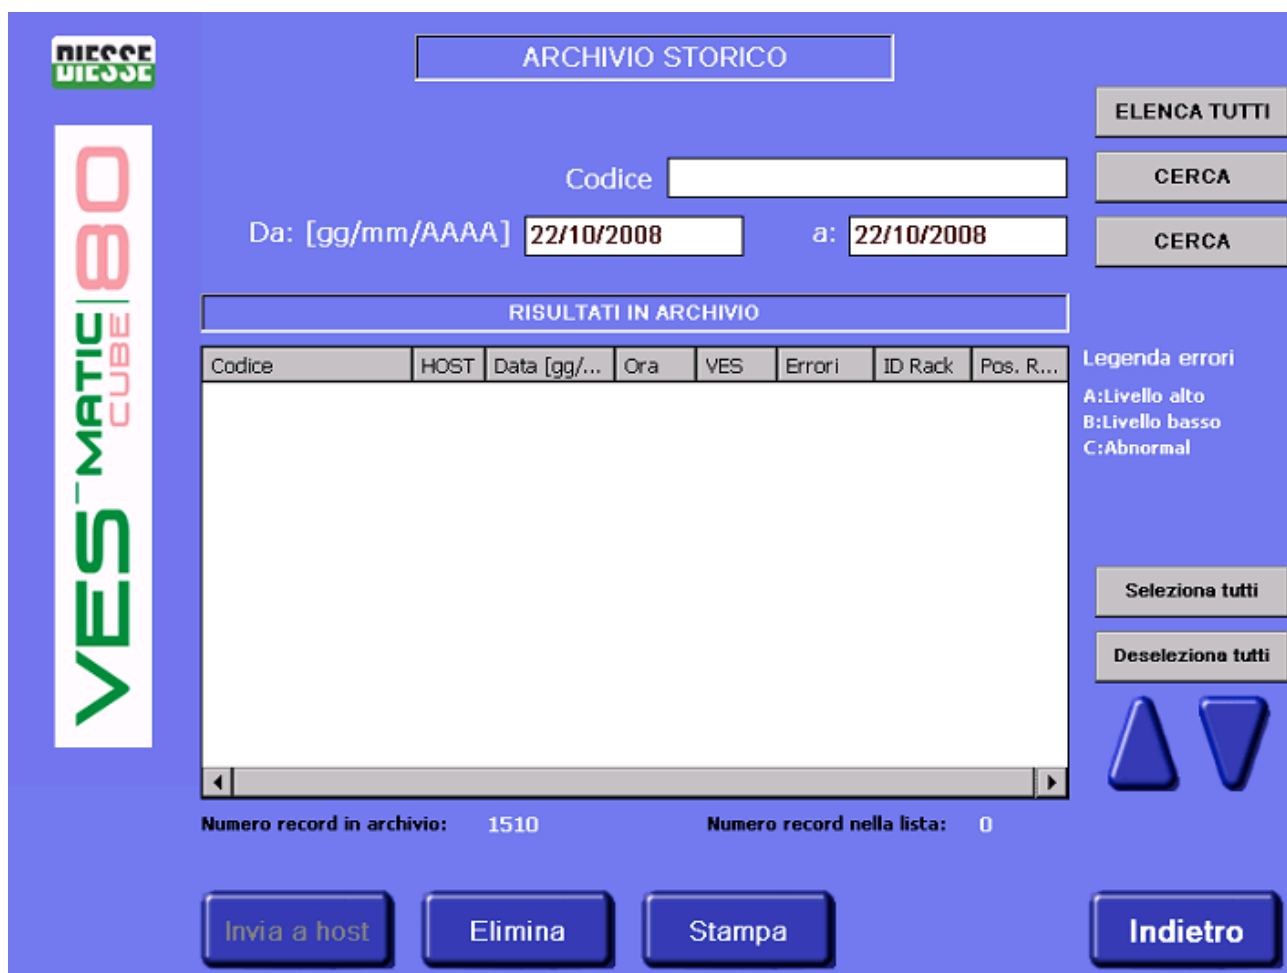 DIESSE
ARCHIVIO STORICO
ELENCA TUTTI
Codice
CERCA
Da: [gg/mm/AAAA] 22/10/2008 a: 22/10/2008
CERCA
VES-MATIC|80
CUBE
RISULTATI IN ARCHIVIO
Codice HOST Data [gg/... Ora VES Errori ID Rack Pos. R...
Legenda errori
A:Livello alto
B:Livello basso
C:Abnormal
Seleziona tutti
Deseleziona tutti
Numero record in archivio: 1510 Numero record nella lista: 0
Invia a host Elimina Stampa Indietro